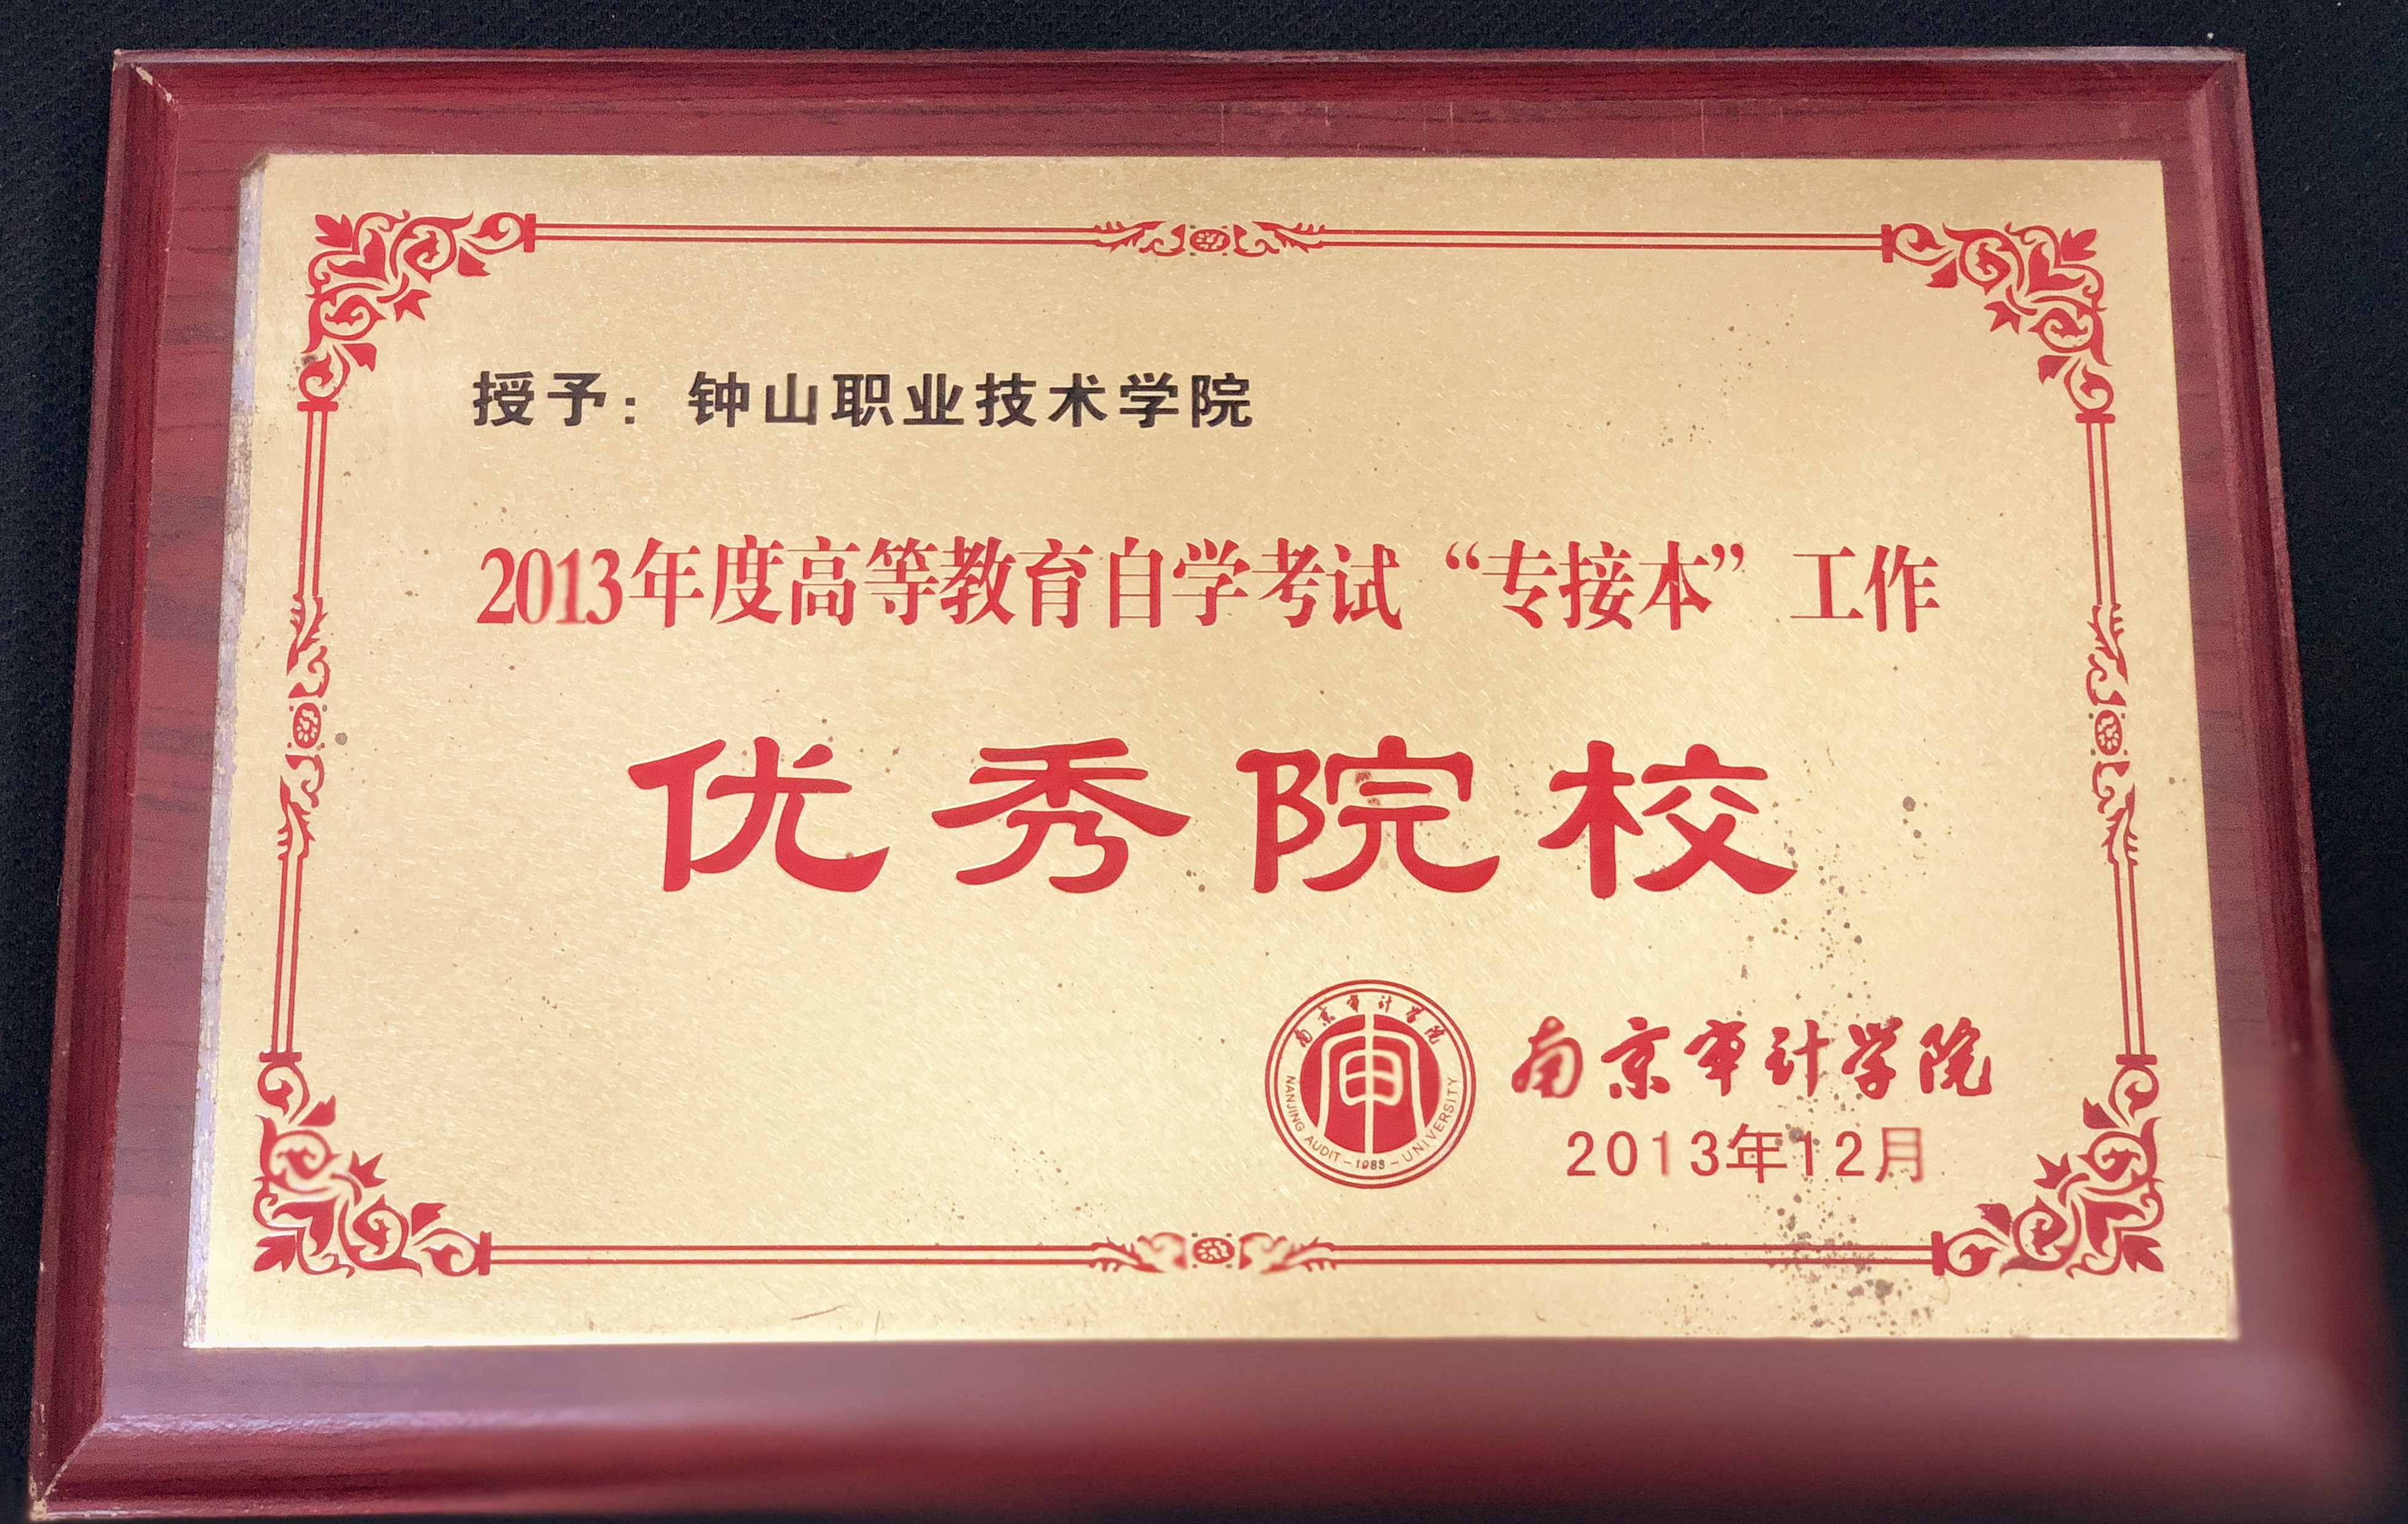 授予：钟山职业技术学院
2013年度高等教育自学考试“专接本”工作
优秀院校
南京审计学院
NANJING AUDIT - 1983 - UNIVERSITY
南京审计学院
2013年12月